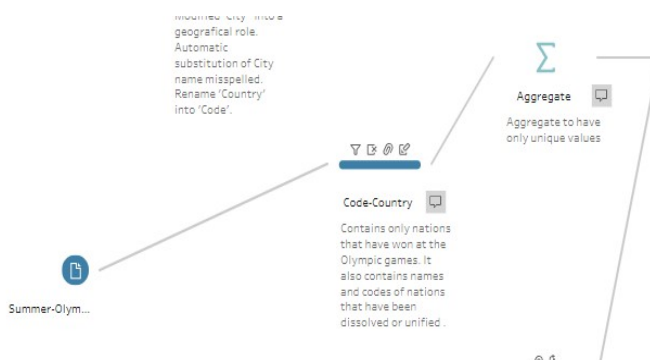 Modified 'City' into a
geografical role.
Automatic
substitution of City
name misspelled.
Rename 'Country'
into 'Code'.
Aggregate
Aggregate to have
only unique values
Code-Country
Contains only nations
that have won at the
Olympic games. It
also contains names
and codes of nations
that have been
dissolved or unified .
Summer-Olym...